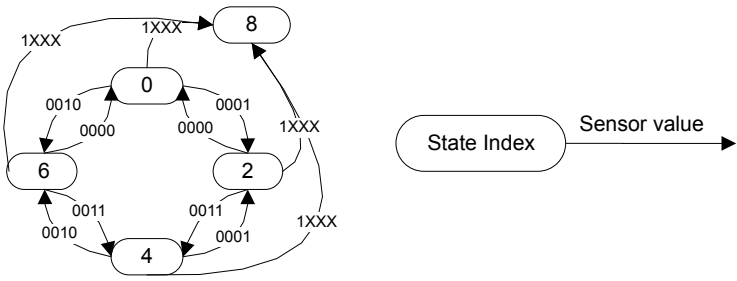 8
1XXX
1XXX
0
0010
0001
0000
0000
1XXX
6
2
0011
0011
0010
0001
1XXX
4
State Index
Sensor value